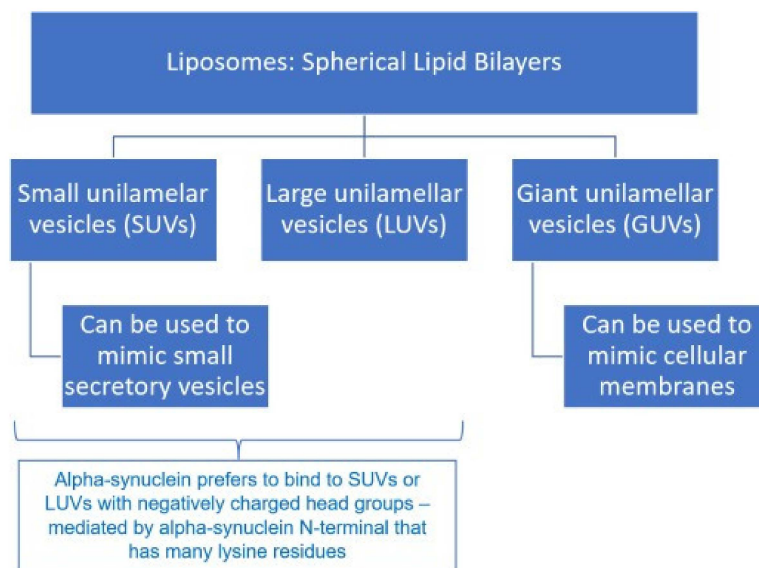 Liposomes: Spherical Lipid Bilayers
Small unilamelar
vesicles (SUVs)
Large unilamellar
vesicles (LUVs)
Giant unilamellar
vesicles (GUVs)
Can be used to
mimic small
secretory vesicles
Can be used to
mimic cellular
membranes
Alpha-synuclein prefers to bind to SUVs or
LUVs with negatively charged head groups –
mediated by alpha-synuclein N-terminal that
has many lysine residues